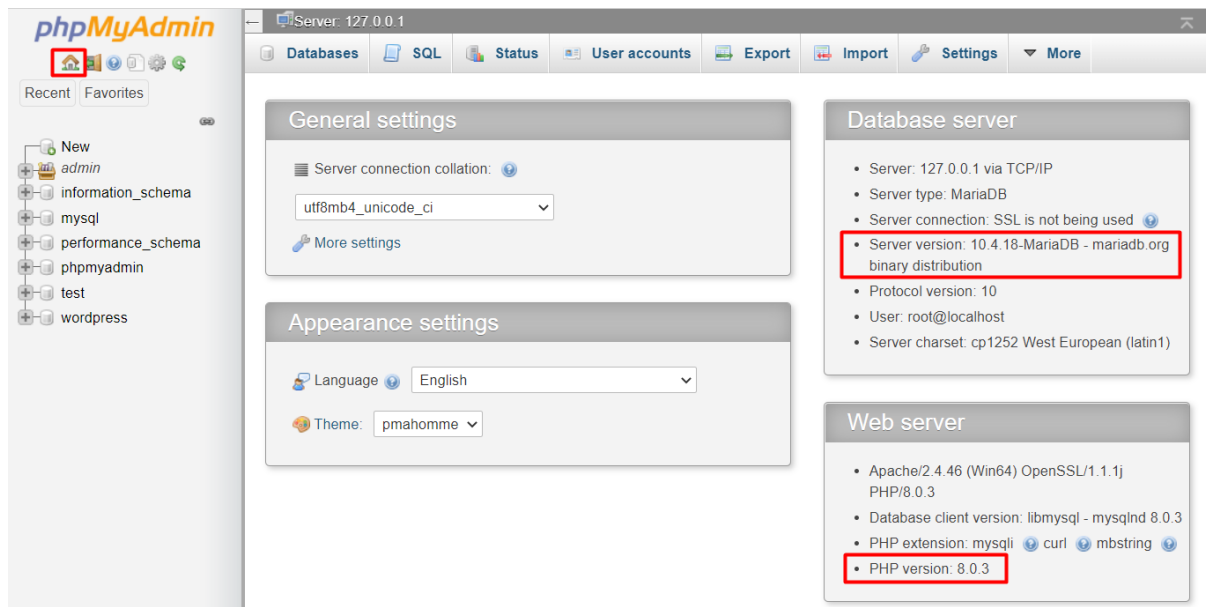 phpMyAdmin
Recent Favorites
New
admin
information_schema
mysql
performance_schema
phpmyadmin
test
wordpress
Server: 127.0.0.1
Databases SQL Status User accounts Export Import Settings More
General settings
Server connection collation:
utf8mb4_unicode_ci
More settings
Appearance settings
Language English
Theme: pmahomme
Database server
Server: 127.0.0.1 via TCP/IP
Server type: MariaDB
Server connection: SSL is not being used
Server version: 10.4.18-MariaDB - mariadb.org
binary distribution
Protocol version: 10
User: root@localhost
Server charset: cp1252 West European (latin1)
Web server
Apache/2.4.46 (Win64) OpenSSL/1.1.1j
PHP/8.0.3
Database client version: libmysql - mysqlnd 8.0.3
PHP extension: mysqli curl mbstring
PHP version: 8.0.3